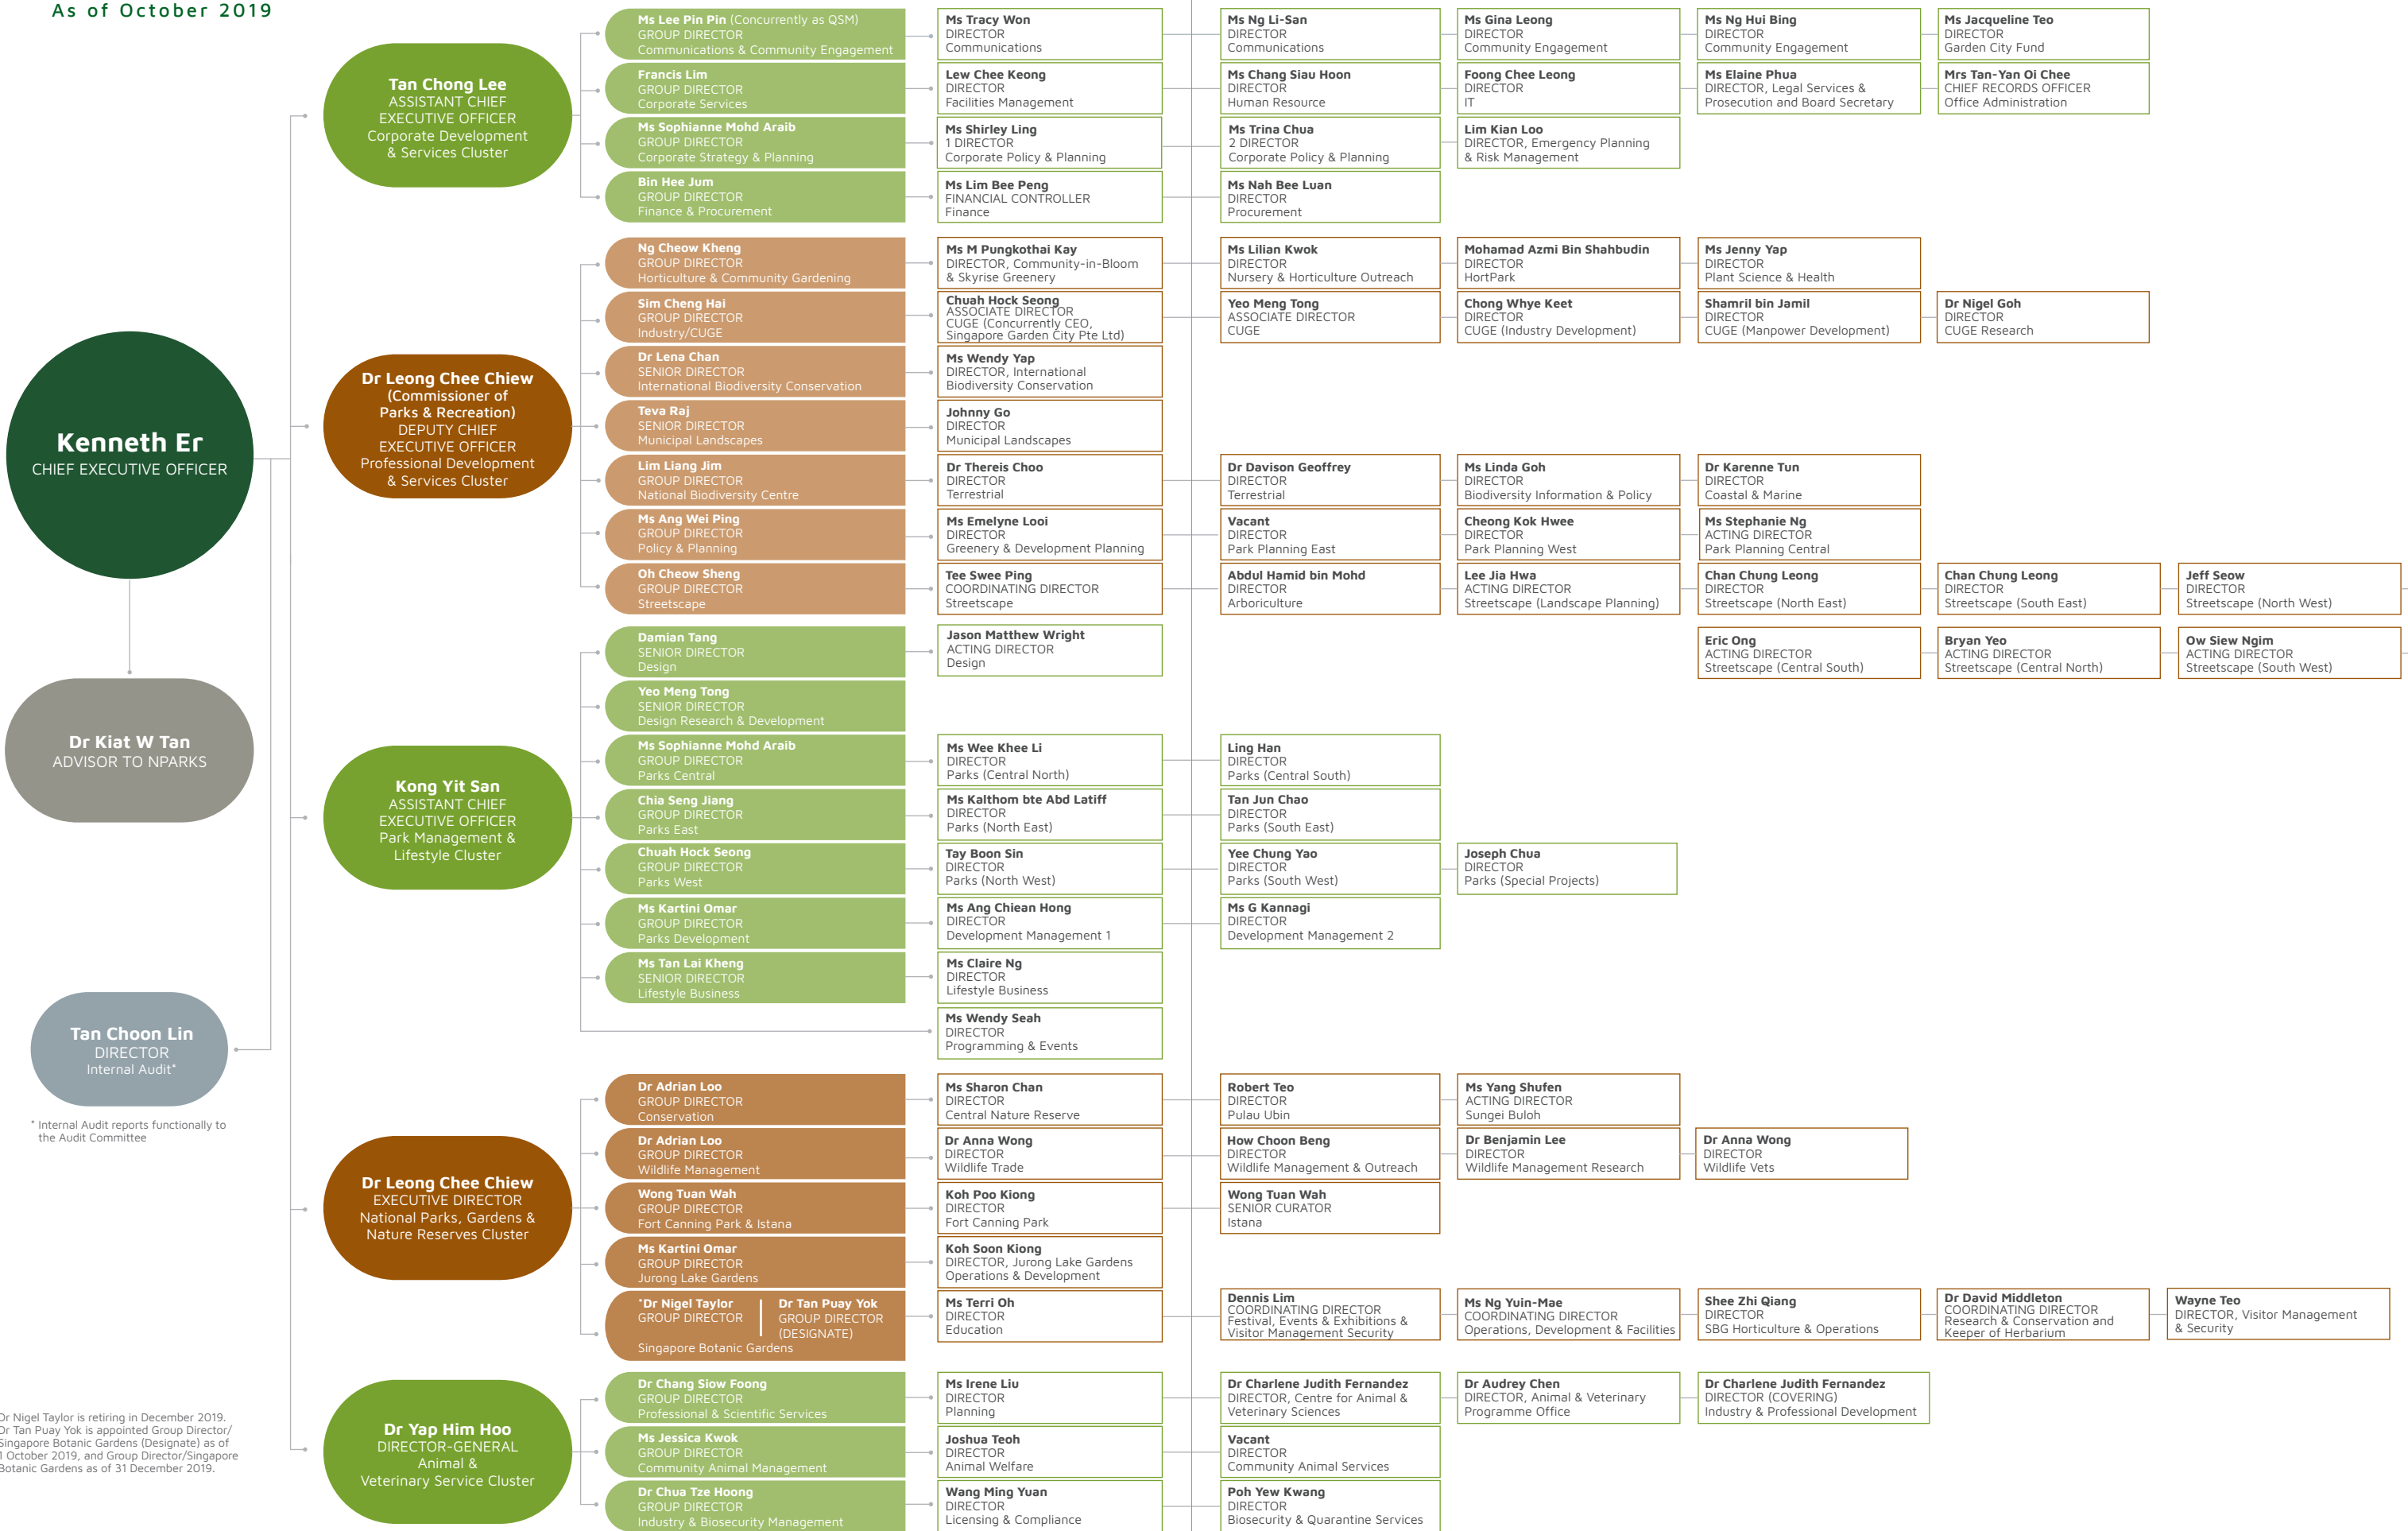 As of October 2019
Kenneth Er
CHIEF EXECUTIVE OFFICER
Dr Kiat W Tan
ADVISOR TO NPARKS
Tan Choon Lin
DIRECTOR
Internal Audit*
* Internal Audit reports functionally to
the Audit Committee
Dr Nigel Taylor is retiring in December 2019.
Dr Tan Puay Yok is appointed Group Director/
Singapore Botanic Gardens (Designate) as of
1 October 2019, and Group Director/Singapore
Botanic Gardens as of 31 December 2019.
Tan Chong Lee
ASSISTANT CHIEF
EXECUTIVE OFFICER
Corporate Development
& Services Cluster
Ms Lee Pin Pin (Concurrently as QSM)
GROUP DIRECTOR
Communications & Community Engagement
Ms Tracy Won
DIRECTOR
Communications
Ms Ng Li-San
DIRECTOR
Communications
Ms Gina Leong
DIRECTOR
Community Engagement
Ms Ng Hui Bing
DIRECTOR
Community Engagement
Ms Jacqueline Teo
DIRECTOR
Garden City Fund
Francis Lim
GROUP DIRECTOR
Corporate Services
Lew Chee Keong
DIRECTOR
Facilities Management
Ms Chang Siau Hoon
DIRECTOR
Human Resource
Foong Chee Leong
DIRECTOR
IT
Ms Elaine Phua
DIRECTOR, Legal Services &
Prosecution and Board Secretary
Mrs Tan-Yan Oi Chee
CHIEF RECORDS OFFICER
Office Administration
Ms Sophianne Mohd Araib
GROUP DIRECTOR
Corporate Strategy & Planning
Ms Shirley Ling
1 DIRECTOR
Corporate Policy & Planning
Ms Trina Chua
2 DIRECTOR
Corporate Policy & Planning
Lim Kian Loo
DIRECTOR, Emergency Planning
& Risk Management
Bin Hee Jum
GROUP DIRECTOR
Finance & Procurement
Ms Lim Bee Peng
FINANCIAL CONTROLLER
Finance
Ms Nah Bee Luan
DIRECTOR
Procurement
Dr Leong Chee Chiew
(Commissioner of
Parks & Recreation)
DEPUTY CHIEF
EXECUTIVE OFFICER
Professional Development
& Services Cluster
Ng Cheow Kheng
GROUP DIRECTOR
Horticulture & Community Gardening
Ms M Pungkothai Kay
DIRECTOR, Community-in-Bloom
& Skyrise Greenery
Ms Lilian Kwok
DIRECTOR
Nursery & Horticulture Outreach
Mohamad Azmi Bin Shahbudin
DIRECTOR
HortPark
Ms Jenny Yap
DIRECTOR
Plant Science & Health
Sim Cheng Hai
GROUP DIRECTOR
Industry/CUGE
Chuah Hock Seong
ASSOCIATE DIRECTOR
CUGE (Concurrently CEO,
Singapore Garden City Pte Ltd)
Yeo Meng Tong
ASSOCIATE DIRECTOR
CUGE
Chong Whye Keet
DIRECTOR
CUGE (Industry Development)
Shamril bin Jamil
DIRECTOR
CUGE (Manpower Development)
Dr Nigel Goh
DIRECTOR
CUGE Research
Dr Lena Chan
SENIOR DIRECTOR
International Biodiversity Conservation
Ms Wendy Yap
DIRECTOR, International
Biodiversity Conservation
Teva Raj
SENIOR DIRECTOR
Municipal Landscapes
Johnny Go
DIRECTOR
Municipal Landscapes
Lim Liang Jim
GROUP DIRECTOR
National Biodiversity Centre
Dr Thereis Choo
DIRECTOR
Terrestrial
Dr Davison Geoffrey
DIRECTOR
Terrestrial
Ms Linda Goh
DIRECTOR
Biodiversity Information & Policy
Dr Karenne Tun
DIRECTOR
Coastal & Marine
Ms Ang Wei Ping
GROUP DIRECTOR
Policy & Planning
Ms Emelyne Looi
DIRECTOR
Greenery & Development Planning
Vacant
DIRECTOR
Park Planning East
Cheong Kok Hwee
DIRECTOR
Park Planning West
Ms Stephanie Ng
ACTING DIRECTOR
Park Planning Central
Oh Cheow Sheng
GROUP DIRECTOR
Streetscape
Tee Swee Ping
COORDINATING DIRECTOR
Streetscape
Abdul Hamid bin Mohd
DIRECTOR
Arboriculture
Lee Jia Hwa
ACTING DIRECTOR
Streetscape (Landscape Planning)
Chan Chung Leong
DIRECTOR
Streetscape (North East)
Chan Chung Leong
DIRECTOR
Streetscape (South East)
Jeff Seow
DIRECTOR
Streetscape (North West)
Eric Ong
ACTING DIRECTOR
Streetscape (Central South)
Bryan Yeo
ACTING DIRECTOR
Streetscape (Central North)
Ow Siew Ngim
ACTING DIRECTOR
Streetscape (South West)
Kong Yit San
ASSISTANT CHIEF
EXECUTIVE OFFICER
Park Management &
Lifestyle Cluster
Damian Tang
SENIOR DIRECTOR
Design
Jason Matthew Wright
ACTING DIRECTOR
Design
Yeo Meng Tong
SENIOR DIRECTOR
Design Research & Development
Ms Sophianne Mohd Araib
GROUP DIRECTOR
Parks Central
Ms Wee Khee Li
DIRECTOR
Parks (Central North)
Ling Han
DIRECTOR
Parks (Central South)
Chia Seng Jiang
GROUP DIRECTOR
Parks East
Ms Kalthom bte Abd Latiff
DIRECTOR
Parks (North East)
Tan Jun Chao
DIRECTOR
Parks (South East)
Chuah Hock Seong
GROUP DIRECTOR
Parks West
Tay Boon Sin
DIRECTOR
Parks (North West)
Yee Chung Yao
DIRECTOR
Parks (South West)
Joseph Chua
DIRECTOR
Parks (Special Projects)
Ms Kartini Omar
GROUP DIRECTOR
Parks Development
Ms Ang Chiean Hong
DIRECTOR
Development Management 1
Ms G Kannagi
DIRECTOR
Development Management 2
Ms Tan Lai Kheng
SENIOR DIRECTOR
Lifestyle Business
Ms Claire Ng
DIRECTOR
Lifestyle Business
Ms Wendy Seah
DIRECTOR
Programming & Events
Dr Leong Chee Chiew
EXECUTIVE DIRECTOR
National Parks, Gardens &
Nature Reserves Cluster
Dr Adrian Loo
GROUP DIRECTOR
Conservation
Ms Sharon Chan
DIRECTOR
Central Nature Reserve
Robert Teo
DIRECTOR
Pulau Ubin
Ms Yang Shufen
ACTING DIRECTOR
Sungei Buloh
Dr Adrian Loo
GROUP DIRECTOR
Wildlife Management
Dr Anna Wong
DIRECTOR
Wildlife Trade
How Choon Beng
DIRECTOR
Wildlife Management & Outreach
Dr Benjamin Lee
DIRECTOR
Wildlife Management Research
Dr Anna Wong
DIRECTOR
Wildlife Vets
Wong Tuan Wah
GROUP DIRECTOR
Fort Canning Park & Istana
Koh Poo Kiong
DIRECTOR
Fort Canning Park
Wong Tuan Wah
SENIOR CURATOR
Istana
Ms Kartini Omar
GROUP DIRECTOR
Jurong Lake Gardens
Koh Soon Kiong
DIRECTOR, Jurong Lake Gardens
Operations & Development
*Dr Nigel Taylor
GROUP DIRECTOR
Dr Tan Puay Yok
GROUP DIRECTOR
(DESIGNATE)
Singapore Botanic Gardens
Ms Terri Oh
DIRECTOR
Education
Dennis Lim
COORDINATING DIRECTOR
Festival, Events & Exhibitions &
Visitor Management Security
Ms Ng Yuin-Mae
COORDINATING DIRECTOR
Operations, Development & Facilities
Shee Zhi Qiang
DIRECTOR
SBG Horticulture & Operations
Dr David Middleton
COORDINATING DIRECTOR
Research & Conservation and
Keeper of Herbarium
Wayne Teo
DIRECTOR, Visitor Management
& Security
Dr Yap Him Hoo
DIRECTOR-GENERAL
Animal &
Veterinary Service Cluster
Dr Chang Siow Foong
GROUP DIRECTOR
Professional & Scientific Services
Ms Irene Liu
DIRECTOR
Planning
Dr Charlene Judith Fernandez
DIRECTOR, Centre for Animal &
Veterinary Sciences
Dr Audrey Chen
DIRECTOR, Animal & Veterinary
Programme Office
Dr Charlene Judith Fernandez
DIRECTOR (COVERING)
Industry & Professional Development
Ms Jessica Kwok
GROUP DIRECTOR
Community Animal Management
Joshua Teoh
DIRECTOR
Animal Welfare
Vacant
DIRECTOR
Community Animal Services
Dr Chua Tze Hoong
GROUP DIRECTOR
Industry & Biosecurity Management
Wang Ming Yuan
DIRECTOR
Licensing & Compliance
Poh Yew Kwang
DIRECTOR
Biosecurity & Quarantine Services